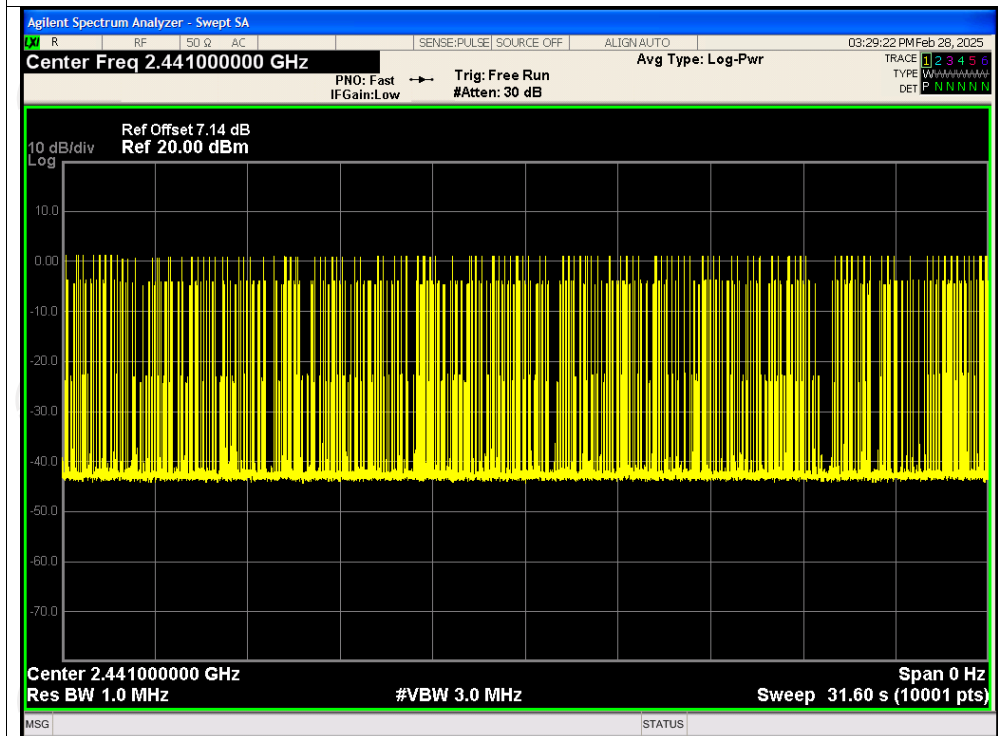 Agilent Spectrum Analyzer - Swept SA
LXI R RF 50 Ω AC SENSE:PULSE SOURCE OFF ALIGN AUTO 03:29:22 PM Feb 28, 2025
Center Freq 2.441000000 GHz Avg Type: Log-Pwr TRACE 1 2 3 4 5 6
PNO: Fast Trig: Free Run TYPE W
IFGain:Low #Atten: 30 dB DET P N N N N N
Ref Offset 7.14 dB
10 dB/div Ref 20.00 dBm
Log
10.0
0.00
-10.0
-20.0
-30.0
-40.0
-50.0
-60.0
-70.0
Center 2.441000000 GHz Span 0 Hz
Res BW 1.0 MHz #VBW 3.0 MHz Sweep 31.60 s (10001 pts)
MSG STATUS